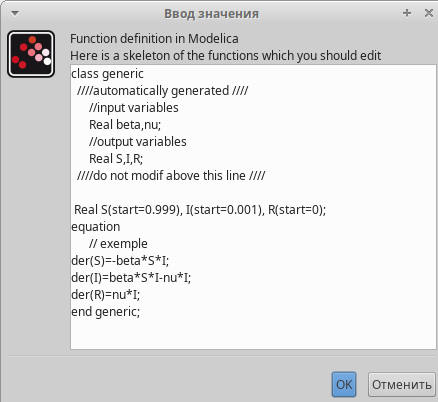 Ввод значения
Function definition in Modelica
Here is a skeleton of the functions which you should edit
class generic
////automatically generated ////
//input variables
Real beta,nu;
//output variables
Real S,I,R;
////do not modif above this line ////
Real S(start=0.999), I(start=0.001), R(start=0);
equation
// exemple
der(S)=-beta*S*I;
der(I)=beta*S*I-nu*I;
der(R)=nu*I;
end generic;
OK Отменить